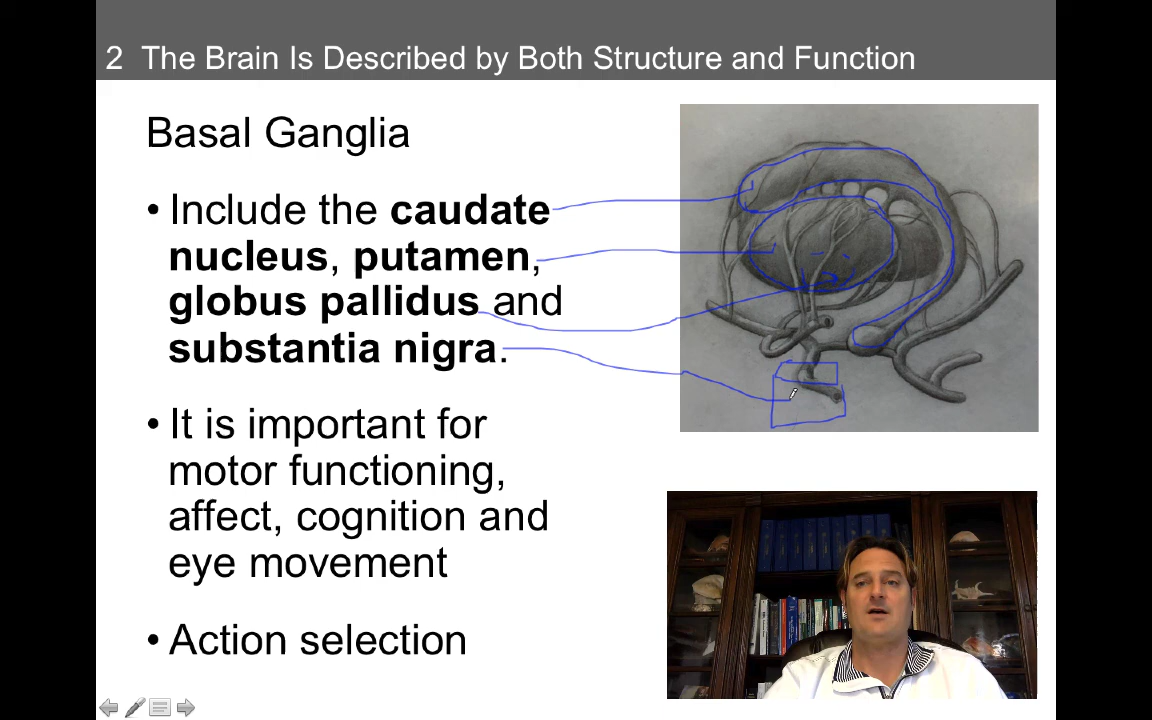 2 The Brain Is Described by Both Structure and Function
Basal Ganglia
• Include the caudate
nucleus, putamen,
globus pallidus and
substantia nigra.
• It is important for
motor functioning,
affect, cognition and
eye movement
• Action selection